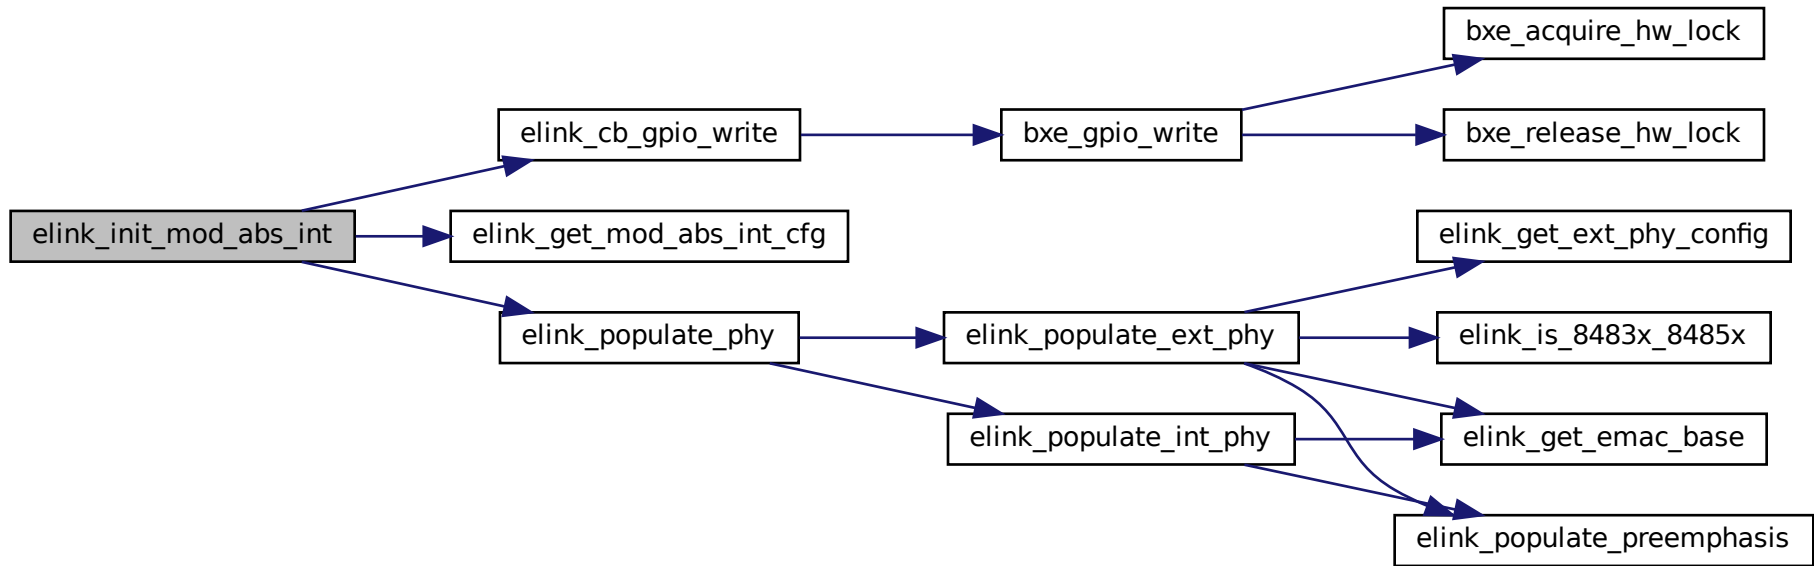 bxe_acquire_hw_lock
elink_cb_gpio_write
bxe_gpio_write
bxe_release_hw_lock
elink_init_mod_abs_int
elink_get_mod_abs_int_cfg
elink_get_ext_phy_config
elink_populate_phy
elink_populate_ext_phy
elink_is_8483x_8485x
elink_populate_int_phy
elink_get_emac_base
elink_populate_preemphasis